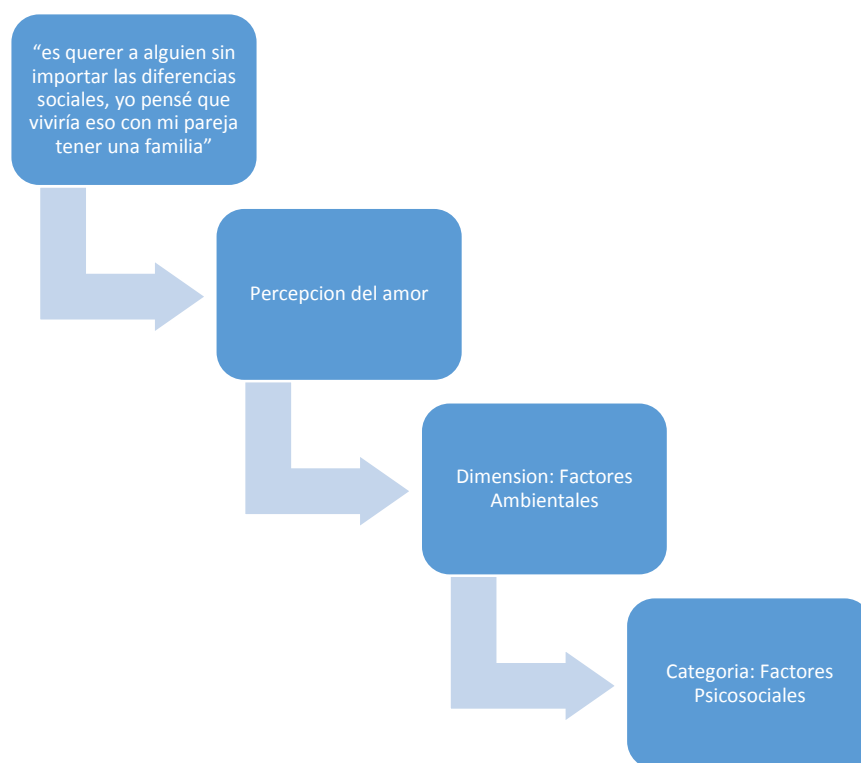 “es querer a alguien sin
importar las diferencias
sociales, yo pensé que
viviría eso con mi pareja
tener una familia”
Percepcion del amor
Dimension: Factores
Ambientales
Categoria: Factores
Psicosociales